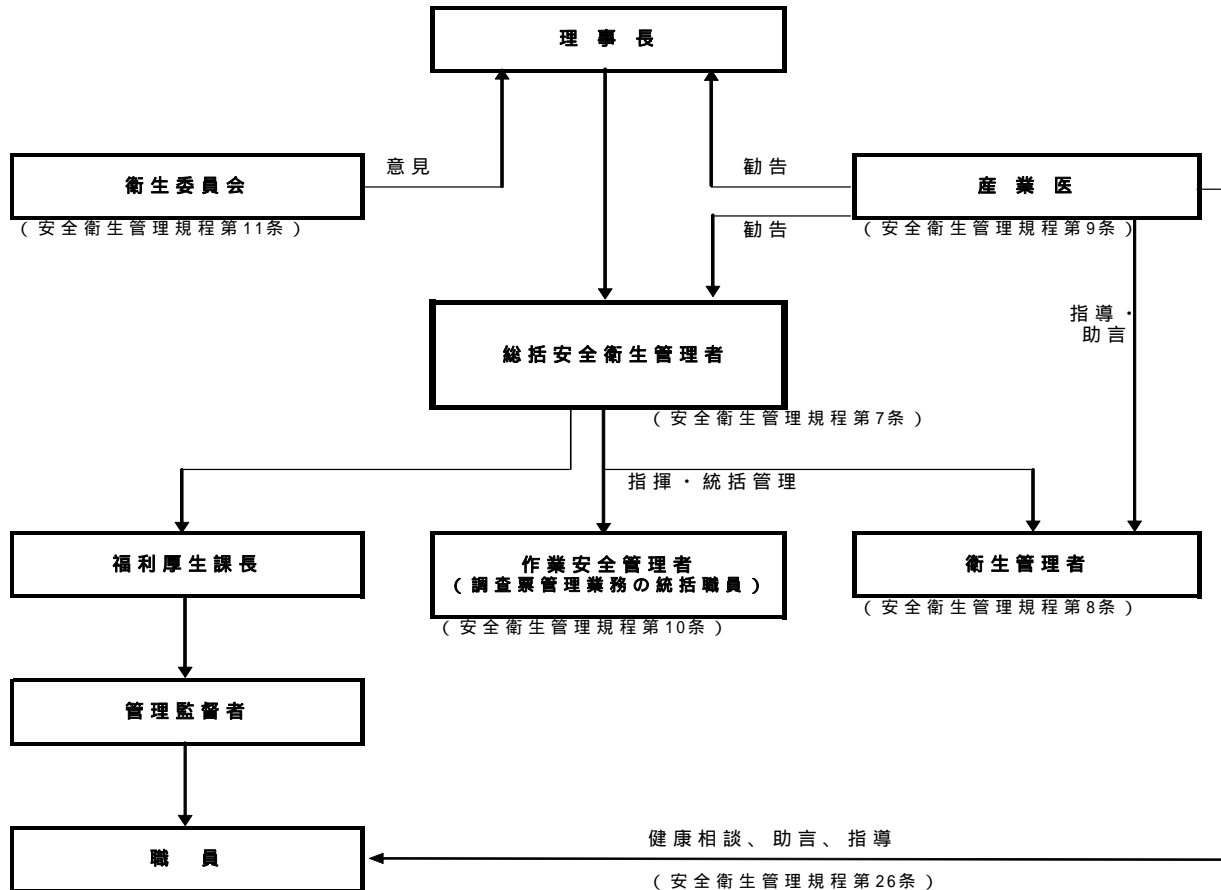 理事長
意見
勧告
衛生委員会
産業医
(安全衛生管理規程第11条)
勧告
(安全衛生管理規程第9条)
指導・
助言
総括安全衛生管理者
(安全衛生管理規程第7条)
指揮・統括管理
福利厚生課長
作業安全管理者
(調査票管理業務の統括職員)
衛生管理者
(安全衛生管理規程第10条)
(安全衛生管理規程第8条)
管理監督者
職員
健康相談、助言、指導
(安全衛生管理規程第26条)